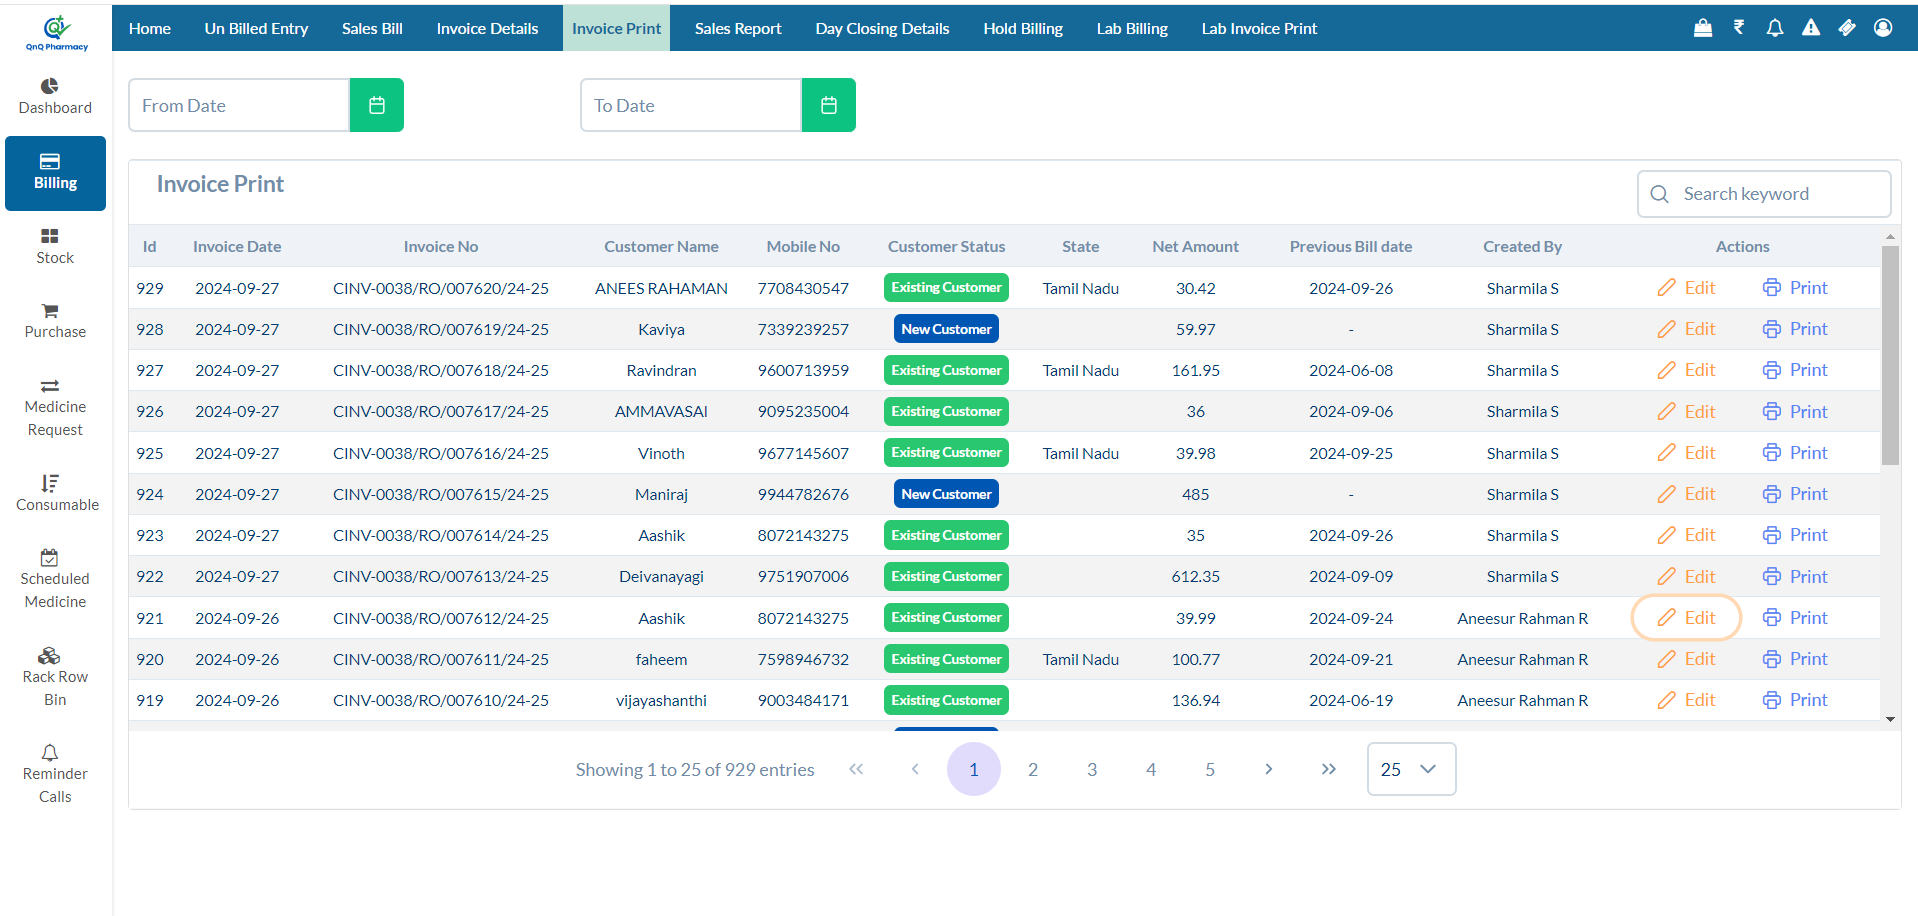 QnQ Pharmacy
Home Un Billed Entry Sales Bill Invoice Details Invoice Print Sales Report Day Closing Details Hold Billing Lab Billing Lab Invoice Print
Dashboard
Billing
Stock
Purchase
Medicine
Request
Consumable
Scheduled
Medicine
Rack Row
Bin
Reminder
Calls
From Date To Date
Invoice Print Search keyword
Id Invoice Date Invoice No Customer Name Mobile No Customer Status State Net Amount Previous Bill date Created By Actions
929 2024-09-27 CINV-0038/RO/007620/24-25 ANEES RAHAMAN 7708430547 Existing Customer Tamil Nadu 30.42 2024-09-26 Sharmila S Edit Print
928 2024-09-27 CINV-0038/RO/007619/24-25 Kaviya 7339239257 New Customer 59.97 - Sharmila S Edit Print
927 2024-09-27 CINV-0038/RO/007618/24-25 Ravindran 9600713959 Existing Customer Tamil Nadu 161.95 2024-06-08 Sharmila S Edit Print
926 2024-09-27 CINV-0038/RO/007617/24-25 AMMAVASAI 9095235004 Existing Customer 36 2024-09-06 Sharmila S Edit Print
925 2024-09-27 CINV-0038/RO/007616/24-25 Vinoth 9677145607 Existing Customer Tamil Nadu 39.98 2024-09-25 Sharmila S Edit Print
924 2024-09-27 CINV-0038/RO/007615/24-25 Maniraj 9944782676 New Customer 485 - Sharmila S Edit Print
923 2024-09-27 CINV-0038/RO/007614/24-25 Aashik 8072143275 Existing Customer 35 2024-09-26 Sharmila S Edit Print
922 2024-09-27 CINV-0038/RO/007613/24-25 Deivanayagi 9751907006 Existing Customer 612.35 2024-09-09 Sharmila S Edit Print
921 2024-09-26 CINV-0038/RO/007612/24-25 Aashik 8072143275 Existing Customer 39.99 2024-09-24 Aneesur Rahman R Edit Print
920 2024-09-26 CINV-0038/RO/007611/24-25 faheem 7598946732 Existing Customer Tamil Nadu 100.77 2024-09-21 Aneesur Rahman R Edit Print
919 2024-09-26 CINV-0038/RO/007610/24-25 vijayashanthi 9003484171 Existing Customer 136.94 2024-06-19 Aneesur Rahman R Edit Print
Showing 1 to 25 of 929 entries 1 2 3 4 5 25